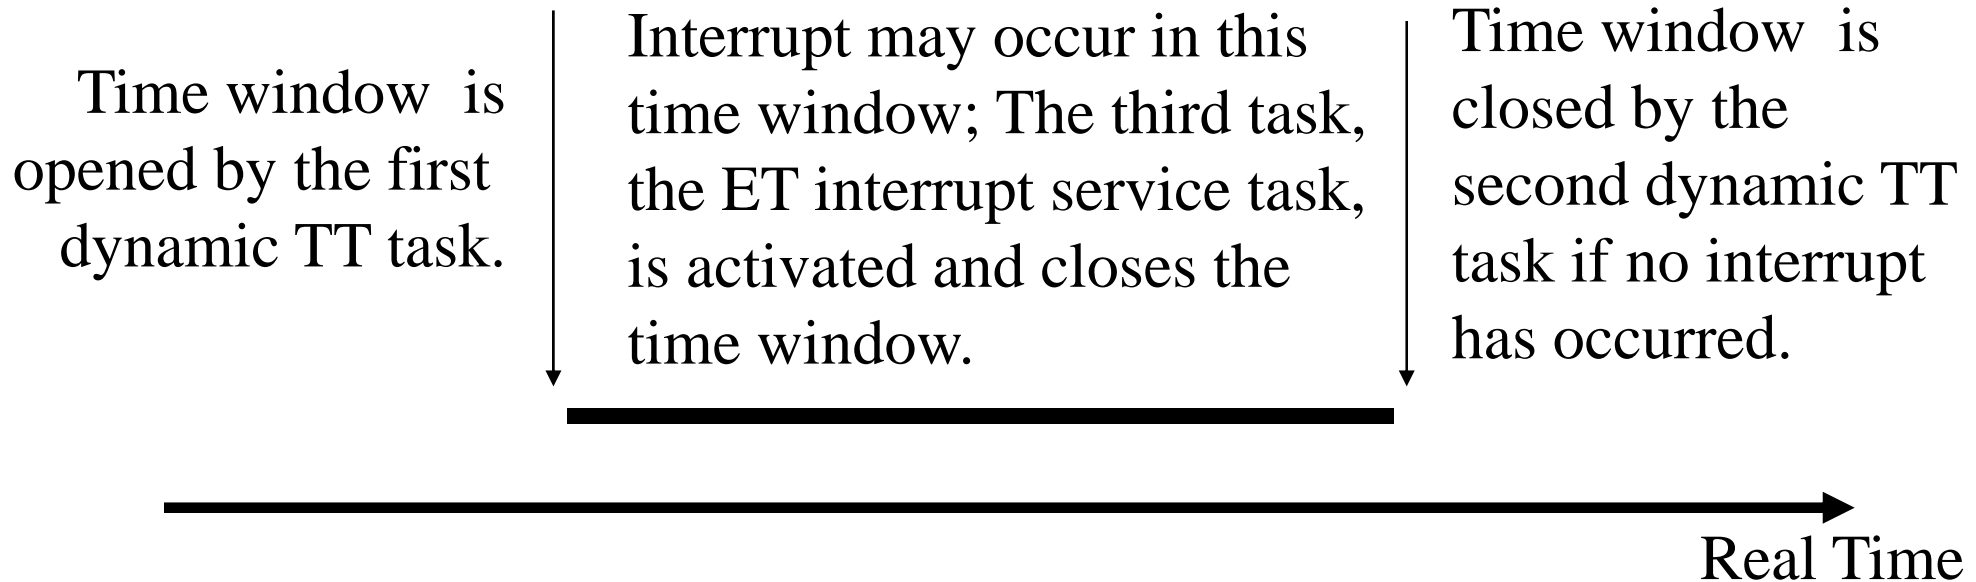 Time window is
opened by the first
dynamic TT task.
Interrupt may occur in this
time window; The third task,
the ET interrupt service task,
is activated and closes the
time window.
Time window is
closed by the
second dynamic TT
task if no interrupt
has occurred.
Real Time